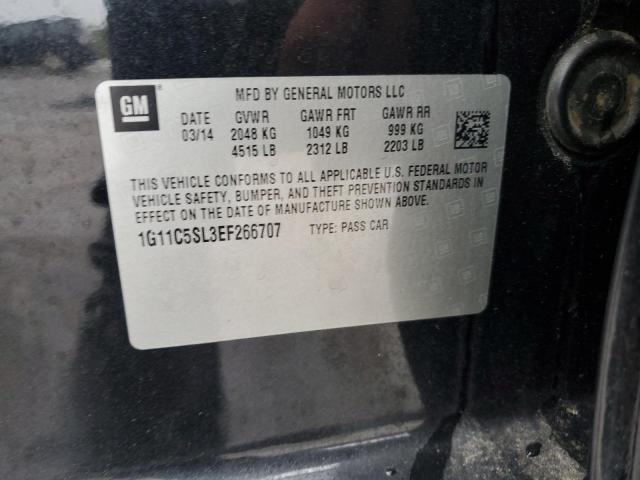 GM
MFD BY GENERAL MOTORS LLC
DATE GVWR GAWR FRT GAWR RR
03/14 2048 KG 1049 KG 999 KG
4515 LB 2312 LB 2203 LB
THIS VEHICLE CONFORMS TO ALL APPLICABLE U.S. FEDERAL MOTOR
VEHICLE SAFETY, BUMPER, AND THEFT PREVENTION STANDARDS IN
EFFECT ON THE DATE OF MANUFACTURE SHOWN ABOVE.
1G11C5SL3EF266707 TYPE: PASS CAR